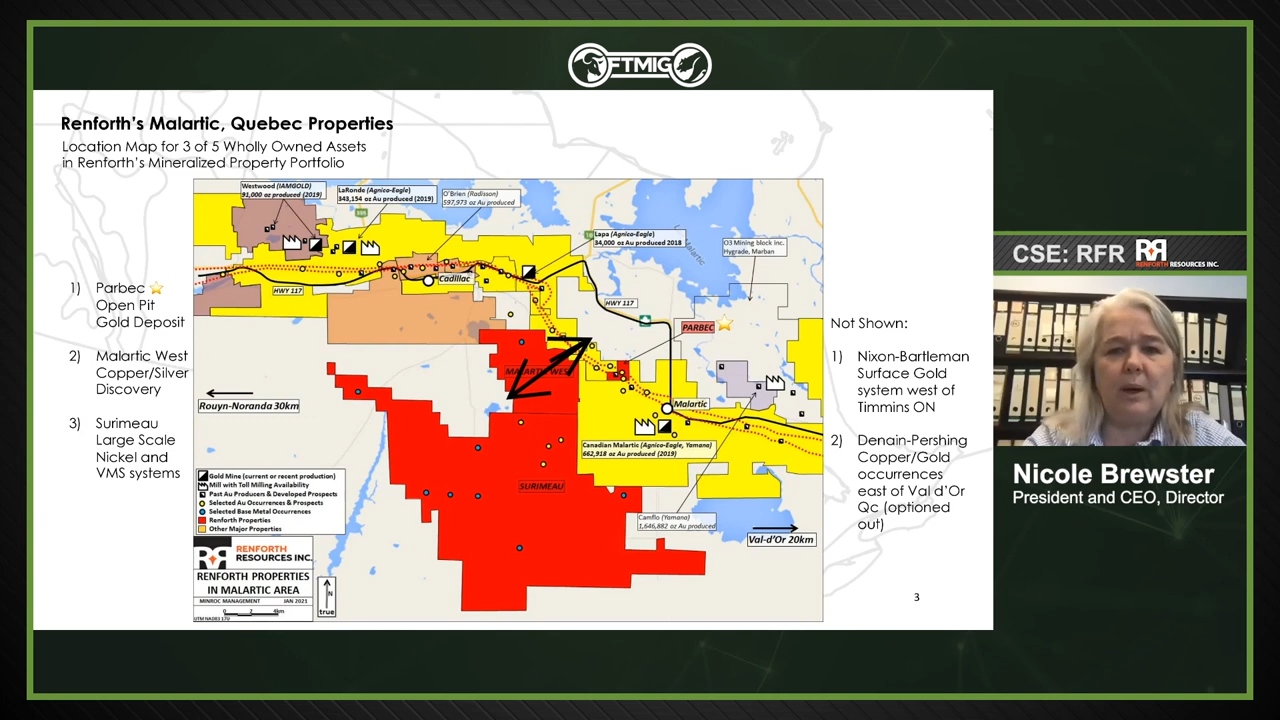 FTMIG
Renforth's Malartic, Quebec Properties
Location Map for 3 of 5 Wholly Owned Assets
in Renforth's Mineralized Property Portfolio
1) Parbec
Open Pit
Gold Deposit
2) Malartic West
Copper/Silver
Discovery
3) Surimeau
Large Scale
Nickel and
VMS systems
Westwood (IAMGOLD)
91,000 oz produced (2019)
LaRonde (Agnico-Eagle)
343,154 oz Au produced (2019)
O'Brien (Radisson)
597,973 oz Au produced
Lapa (Agnico-Eagle)
34,000 oz Au produced 2018
O3 Mining block inc.
Hygrade, Marban
Cadillac
HWY 117
HWY 117
PARBEC
MALARTIC WEST
Rouyn-Noranda 30km
Malartic
Canadian Malartic (Agnico-Eagle, Yamana)
662,918 oz Au produced (2019)
SURIMEAU
Camflo (Yamana)
1,646,882 oz Au produced
Val-d'Or 20km
Gold Mine (current or recent production)
Mill with Toll Milling Availability
Past Au Producers & Developed Prospects
Selected Au Occurrences & Prospects
Selected Base Metal Occurrences
Renforth Properties
Other Major Properties
RENFORTH
RESOURCES INC.
RENFORTH PROPERTIES
IN MALARTIC AREA
MINROC MANAGEMENT JAN 2021
0 2 4km
UTM NAD83 17U
N
true
Not Shown:
1) Nixon-Bartleman
Surface Gold
system west of
Timmins ON
2) Denain-Pershing
Copper/Gold
occurrences
east of Val d'Or
Qc (optioned
out)
3
CSE: RFR
RENFORTH
RESOURCES INC.
Nicole Brewster
President and CEO, Director